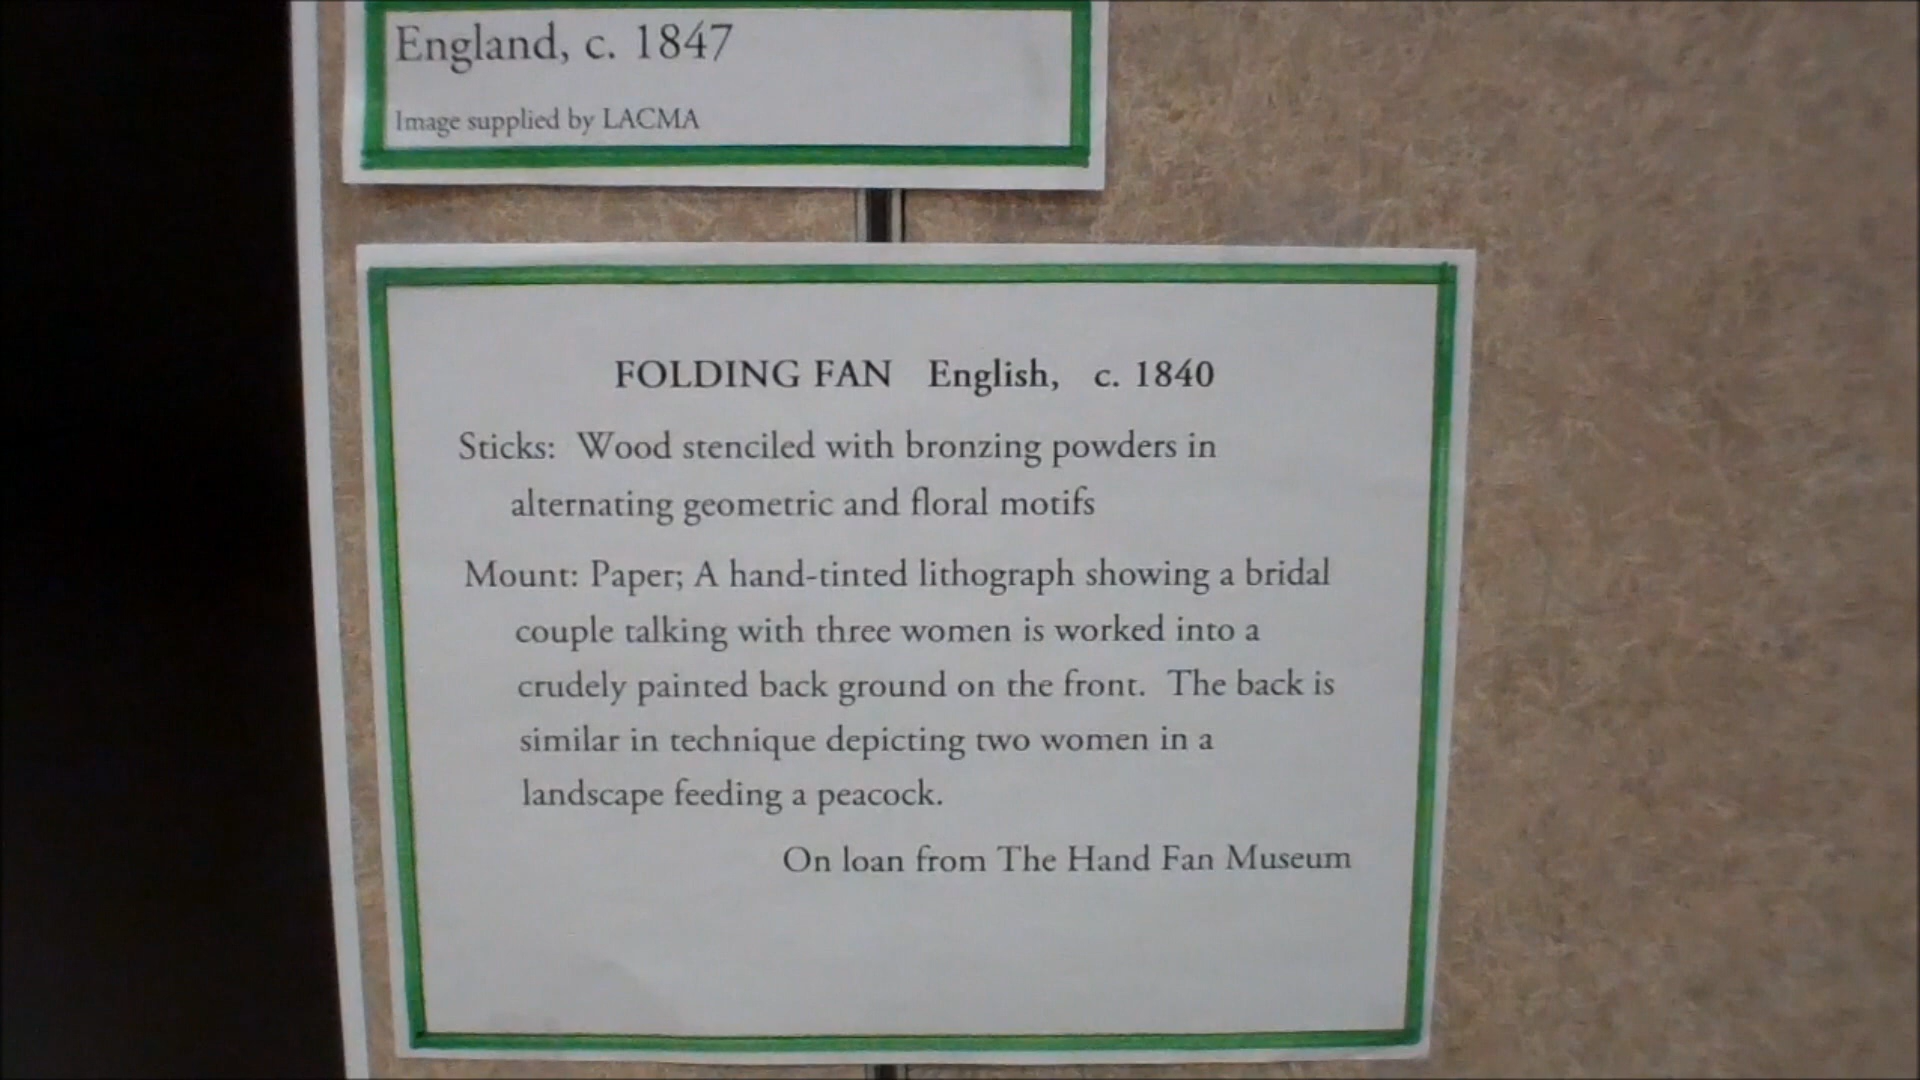 England, c. 1847
Image supplied by LACMA
FOLDING FAN English, c. 1840
Sticks: Wood stenciled with bronzing powders in
alternating geometric and floral motifs
Mount: Paper; A hand-tinted lithograph showing a bridal
couple talking with three women is worked into a
crudely painted back ground on the front. The back is
similar in technique depicting two women in a
landscape feeding a peacock.
On loan from The Hand Fan Museum